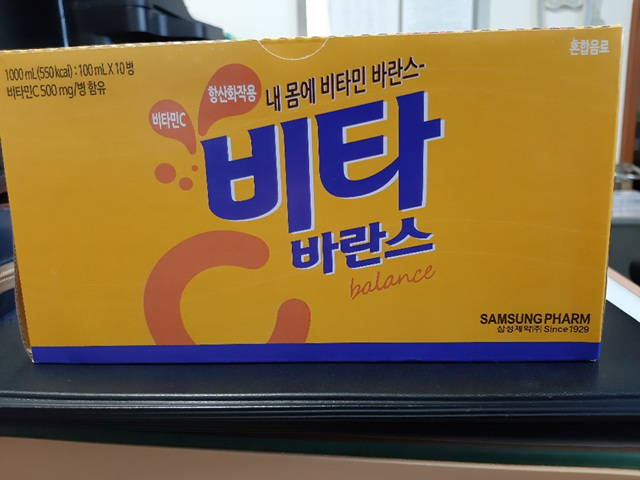 1000 mL(550 kcal) : 100 mL X 10 병
비타민C 500 mg/병 함유
혼합음료
비타민C
항산화작용
내 몸에 비타민 바란스-
비타
바란스
balance
SAMSUNG PHARM
삼성제약(주) Since 1929